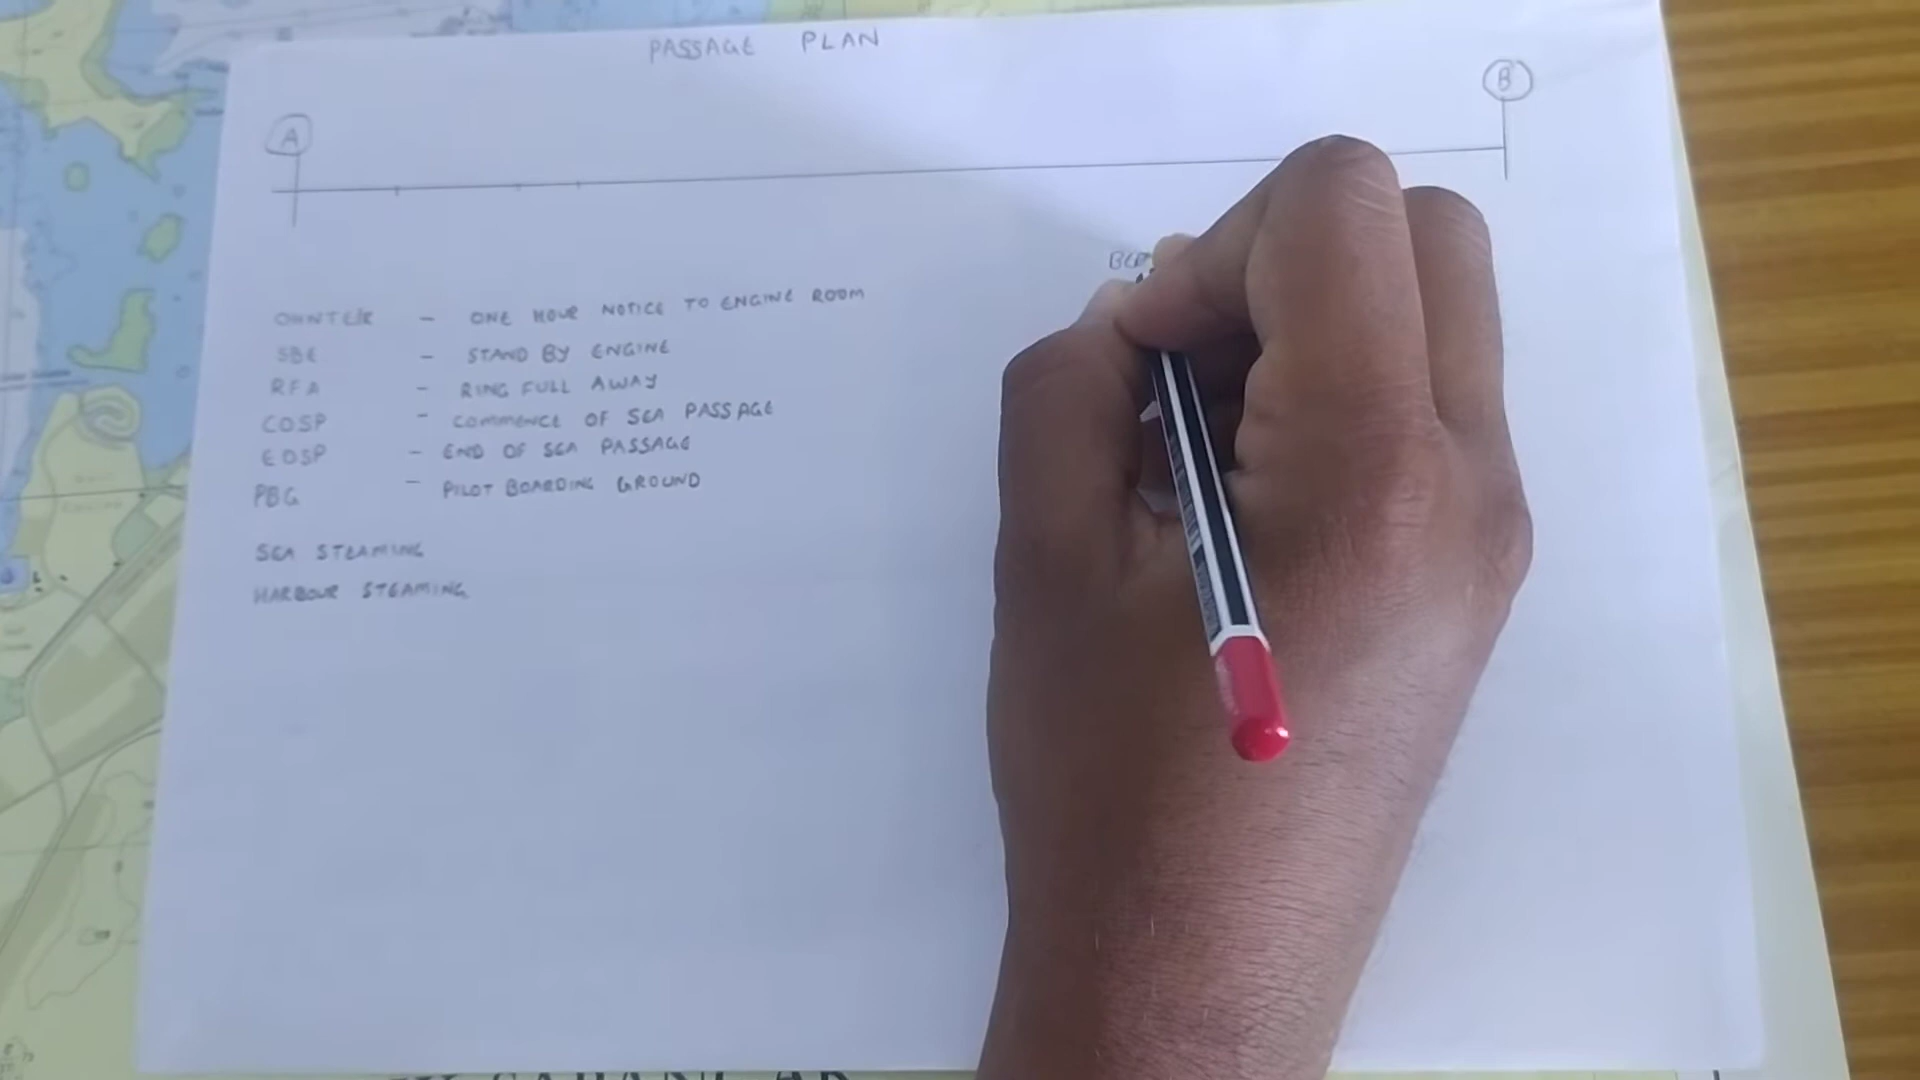 PASSAGE PLAN
A
B
OHNTE/R - ONE HOUR NOTICE TO ENGINE ROOM
SBE - STAND BY ENGINE
RFA - RING FULL AWAY
COSP - COMMENCE OF SEA PASSAGE
EOSP - END OF SEA PASSAGE
PBG - PILOT BOARDING GROUND
SEA STEAMING
HARBOUR STEAMING